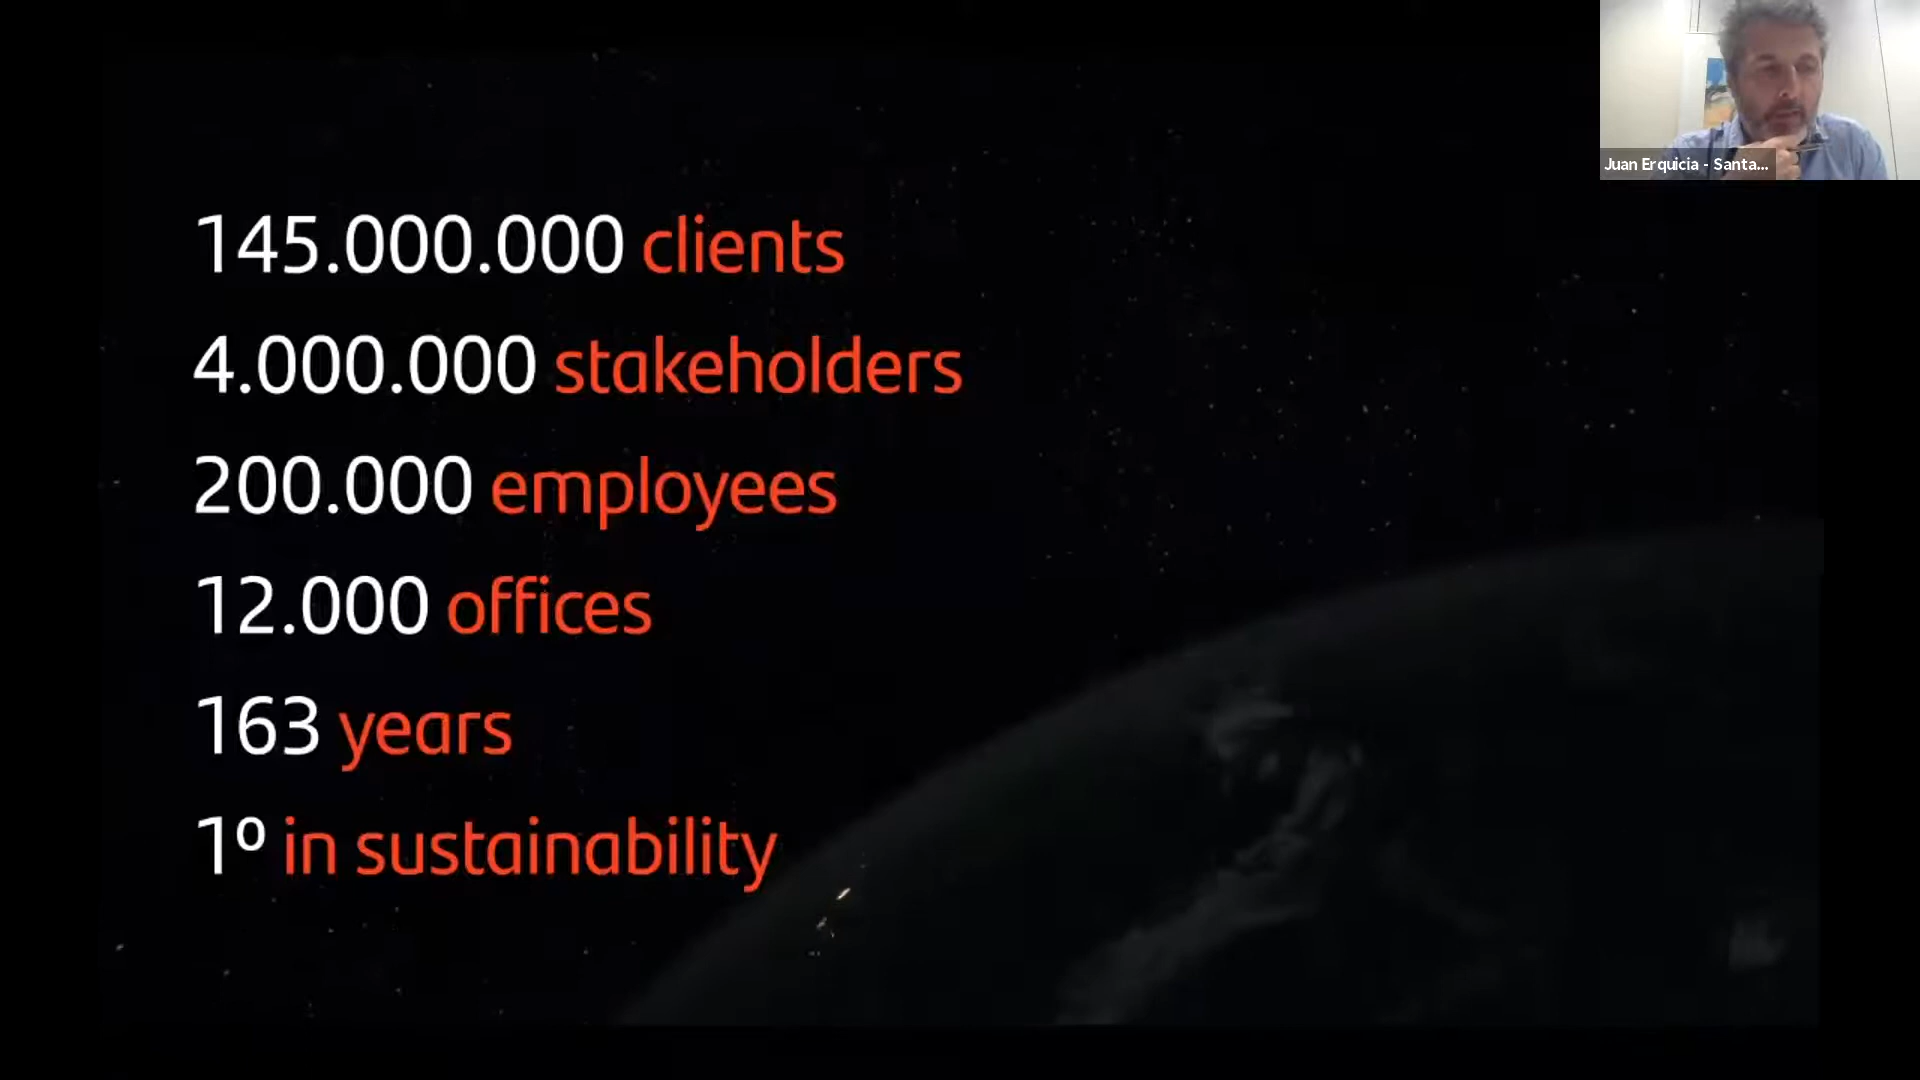 145.000.000 clients
4.000.000 stakeholders
200.000 employees
12.000 offices
163 years
1º in sustainability
Juan Erquicia - Santa...